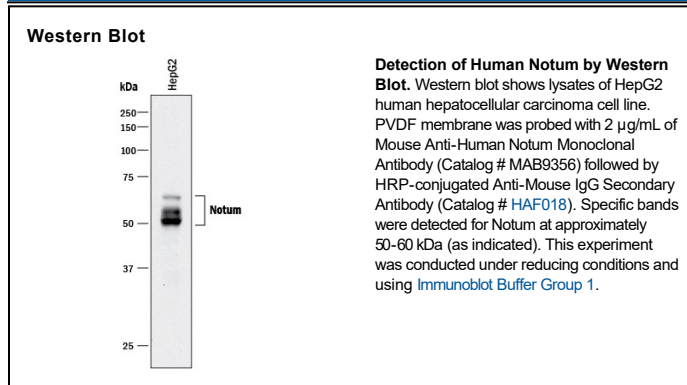 Western Blot
HepG2
kDa
250
150
100
75
50
37
25
Notum
Detection of Human Notum by Western
Blot. Western blot shows lysates of HepG2
human hepatocellular carcinoma cell line.
PVDF membrane was probed with 2 µg/mL of
Mouse Anti-Human Notum Monoclonal
Antibody (Catalog # MAB9356) followed by
HRP-conjugated Anti-Mouse IgG Secondary
Antibody (Catalog # HAF018). Specific bands
were detected for Notum at approximately
50-60 kDa (as indicated). This experiment
was conducted under reducing conditions and
using Immunoblot Buffer Group 1.